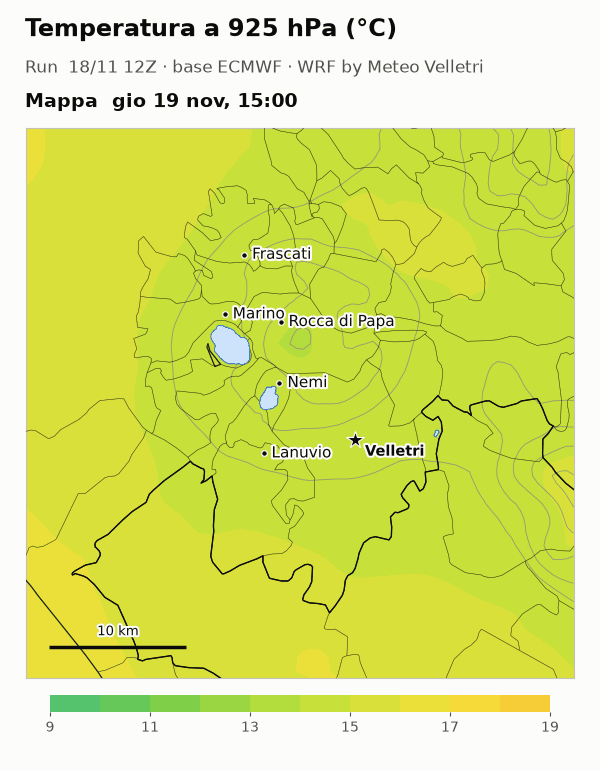 Temperatura a 925 hPa (°C)
Run  18/11 12Z · base ECMWF · WRF by Meteo Velletri
Mappa  gio 19 nov, 15:00
Frascati
Marino
Rocca di Papa
Nemi
Velletri
Lanuvio
10 km
9 11 13 15 17 19